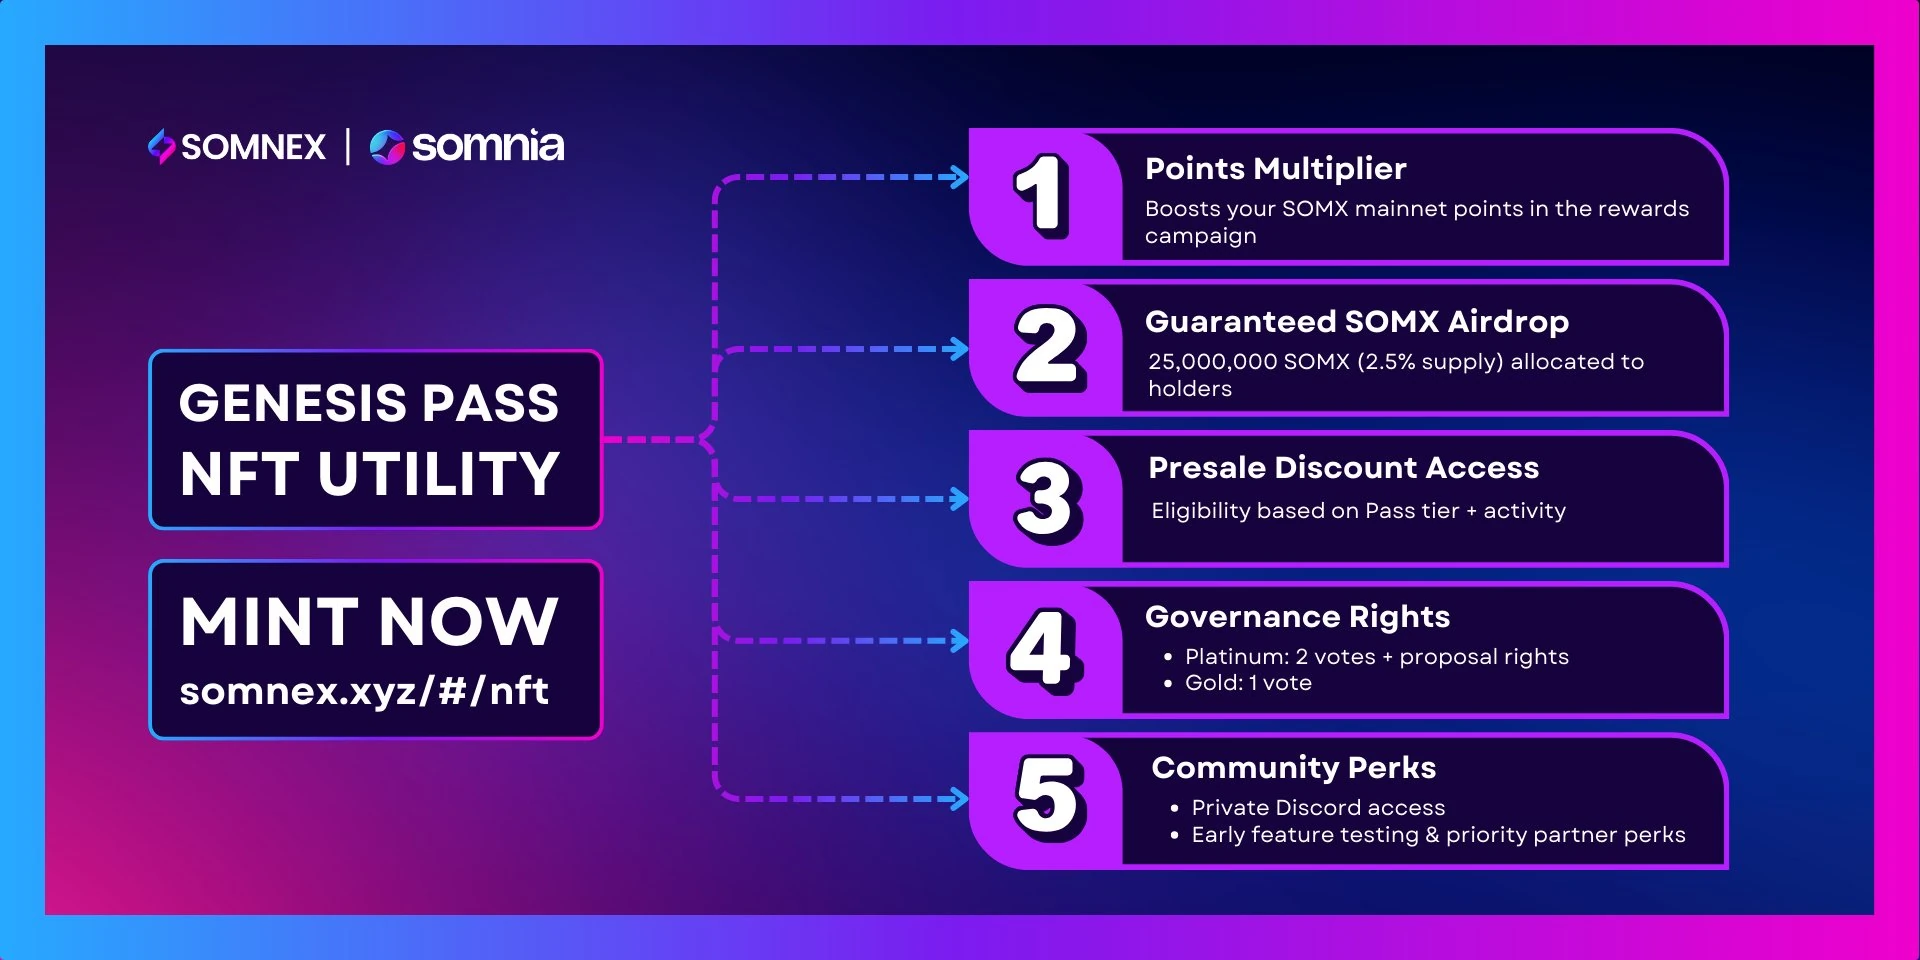 SOMNEX | somnia
GENESIS PASS
NFT UTILITY
MINT NOW
somnex.xyz/#/nft
1
Points Multiplier
Boosts your SOMX mainnet points in the rewards
campaign
2
Guaranteed SOMX Airdrop
25,000,000 SOMX (2.5% supply) allocated to
holders
3
Presale Discount Access
Eligibility based on Pass tier + activity
4
Governance Rights
• Platinum: 2 votes + proposal rights
• Gold: 1 vote
5
Community Perks
• Private Discord access
• Early feature testing & priority partner perks